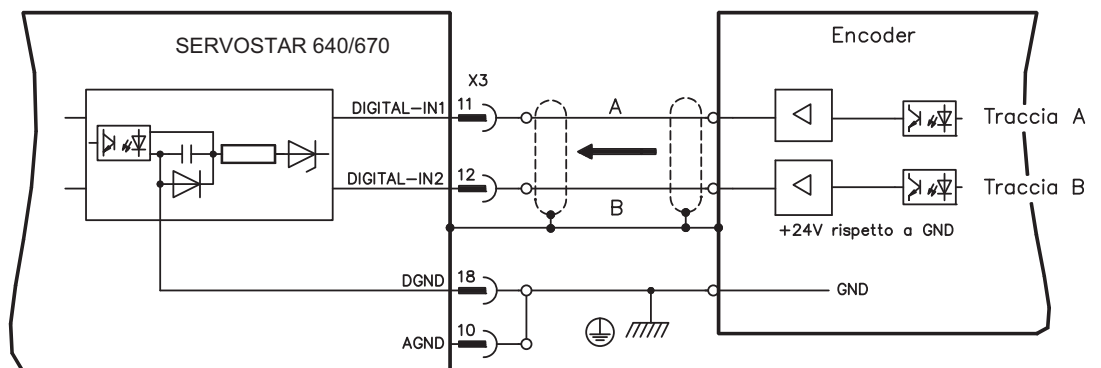 SERVOSTAR 640/670
Encoder
X3
DIGITAL-IN1
11
A
Traccia A
DIGITAL-IN2
12
B
Traccia B
+24V rispetto a GND
DGND
18
GND
AGND
10